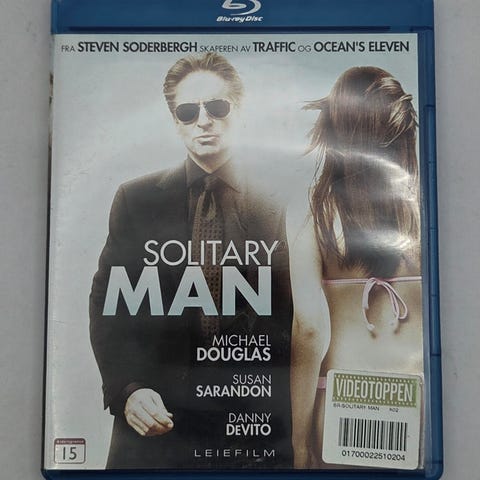 Blu-ray Disc
FRA STEVEN SODERBERGH SKAPEREN AV TRAFFIC OG OCEAN'S ELEVEN
SOLITARY
MAN
MICHAEL
DOUGLAS
SUSAN
SARANDON
DANNY
DeVITO
LEIEFILM
15
VIDEOTOPPEN
BR-SOLITARY MAN K02
01700022510204